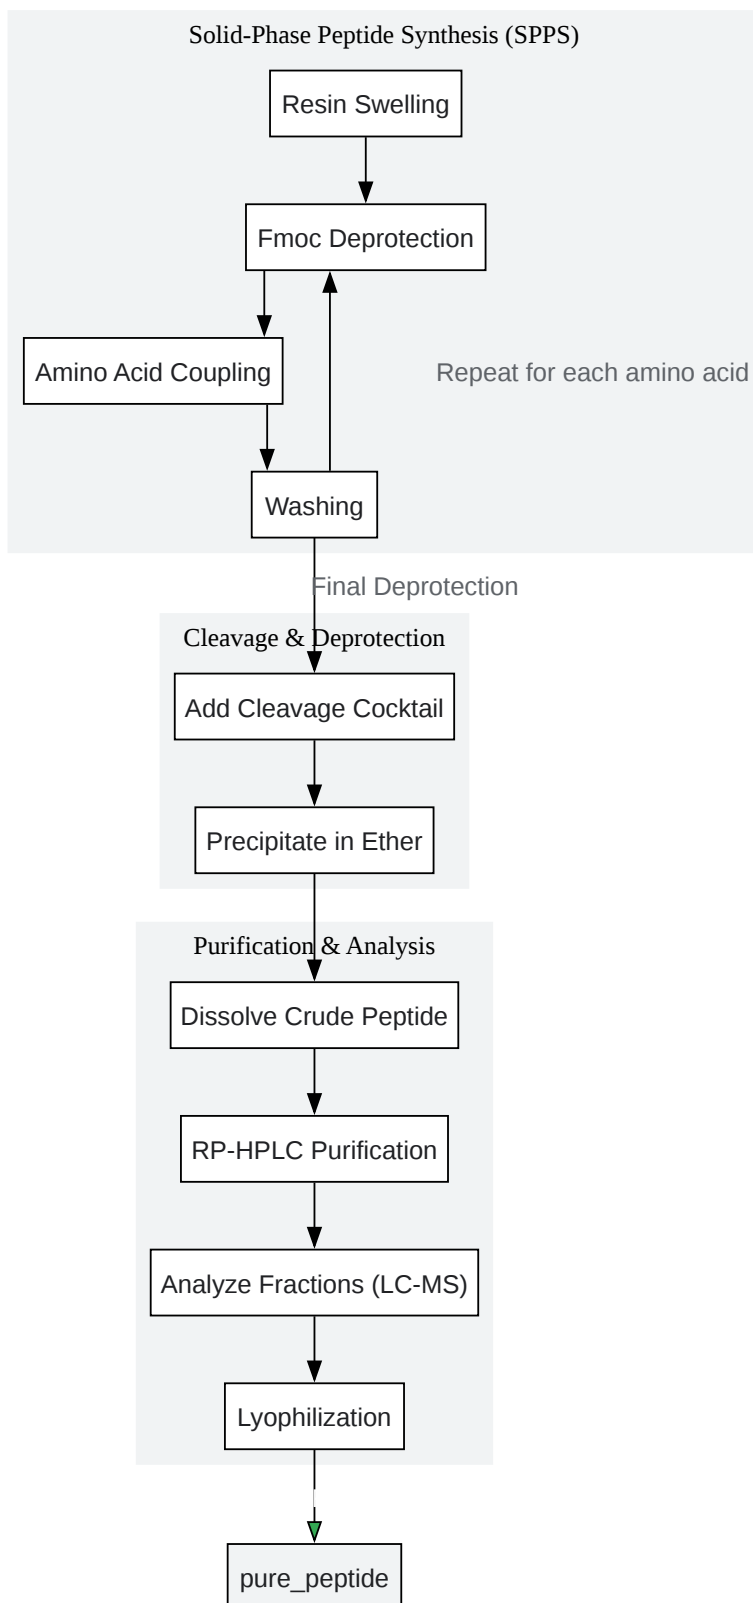 Solid-Phase Peptide Synthesis (SPPS)
Resin Swelling
Fmoc Deprotection
Amino Acid Coupling
Repeat for each amino acid
Washing
Final Deprotection
Cleavage & Deprotection
Add Cleavage Cocktail
Precipitate in Ether
Purification & Analysis
Dissolve Crude Peptide
RP-HPLC Purification
Analyze Fractions (LC-MS)
Lyophilization
pure_peptide